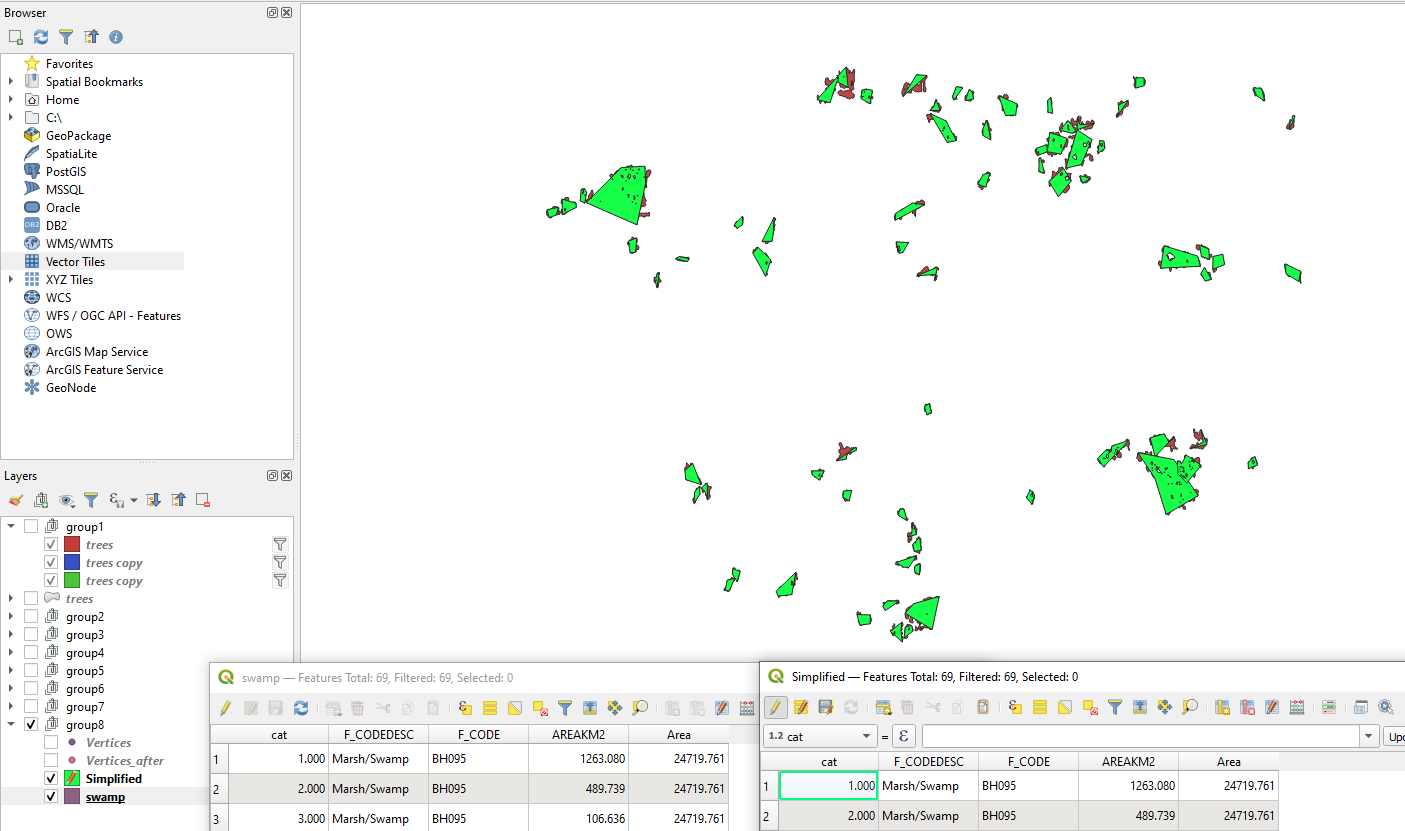 Browser
Favorites
Spatial Bookmarks
Home
C:\
GeoPackage
SpatiaLite
PostGIS
MSSQL
Oracle
DB2
DB2
WMS/WMTS
Vector Tiles
XYZ Tiles
WCS
WFS / OGC API - Features
OWS
ArcGIS Map Service
ArcGIS Feature Service
GeoNode
Layers
group1
trees
trees copy
trees copy
trees
group2
group3
group4
group5
group6
group7
group8
Vertices
Vertices_after
Simplified
swamp
swamp — Features Total: 69, Filtered: 69, Selected: 0
cat F_CODEDESC F_CODE AREAKM2 Area
1 1.000 Marsh/Swamp BH095 1263.080 24719.761
2 2.000 Marsh/Swamp BH095 489.739 24719.761
3 3.000 Marsh/Swamp BH095 106.636 24719.761
Simplified — Features Total: 69, Filtered: 69, Selected: 0
1.2 cat = ε Upd
cat F_CODEDESC F_CODE AREAKM2 Area
1 1.000 Marsh/Swamp BH095 1263.080 24719.761
2 2.000 Marsh/Swamp BH095 489.739 24719.761